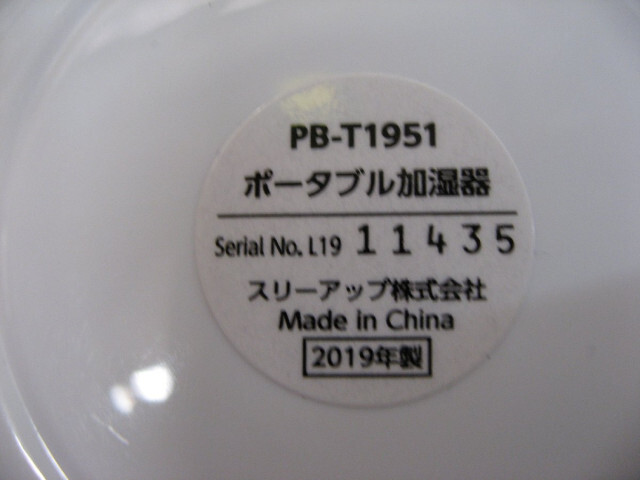 PB-T1951
ポータブル加湿器
Serial No. L19 11435
スリーアップ株式会社
Made in China
2019年製